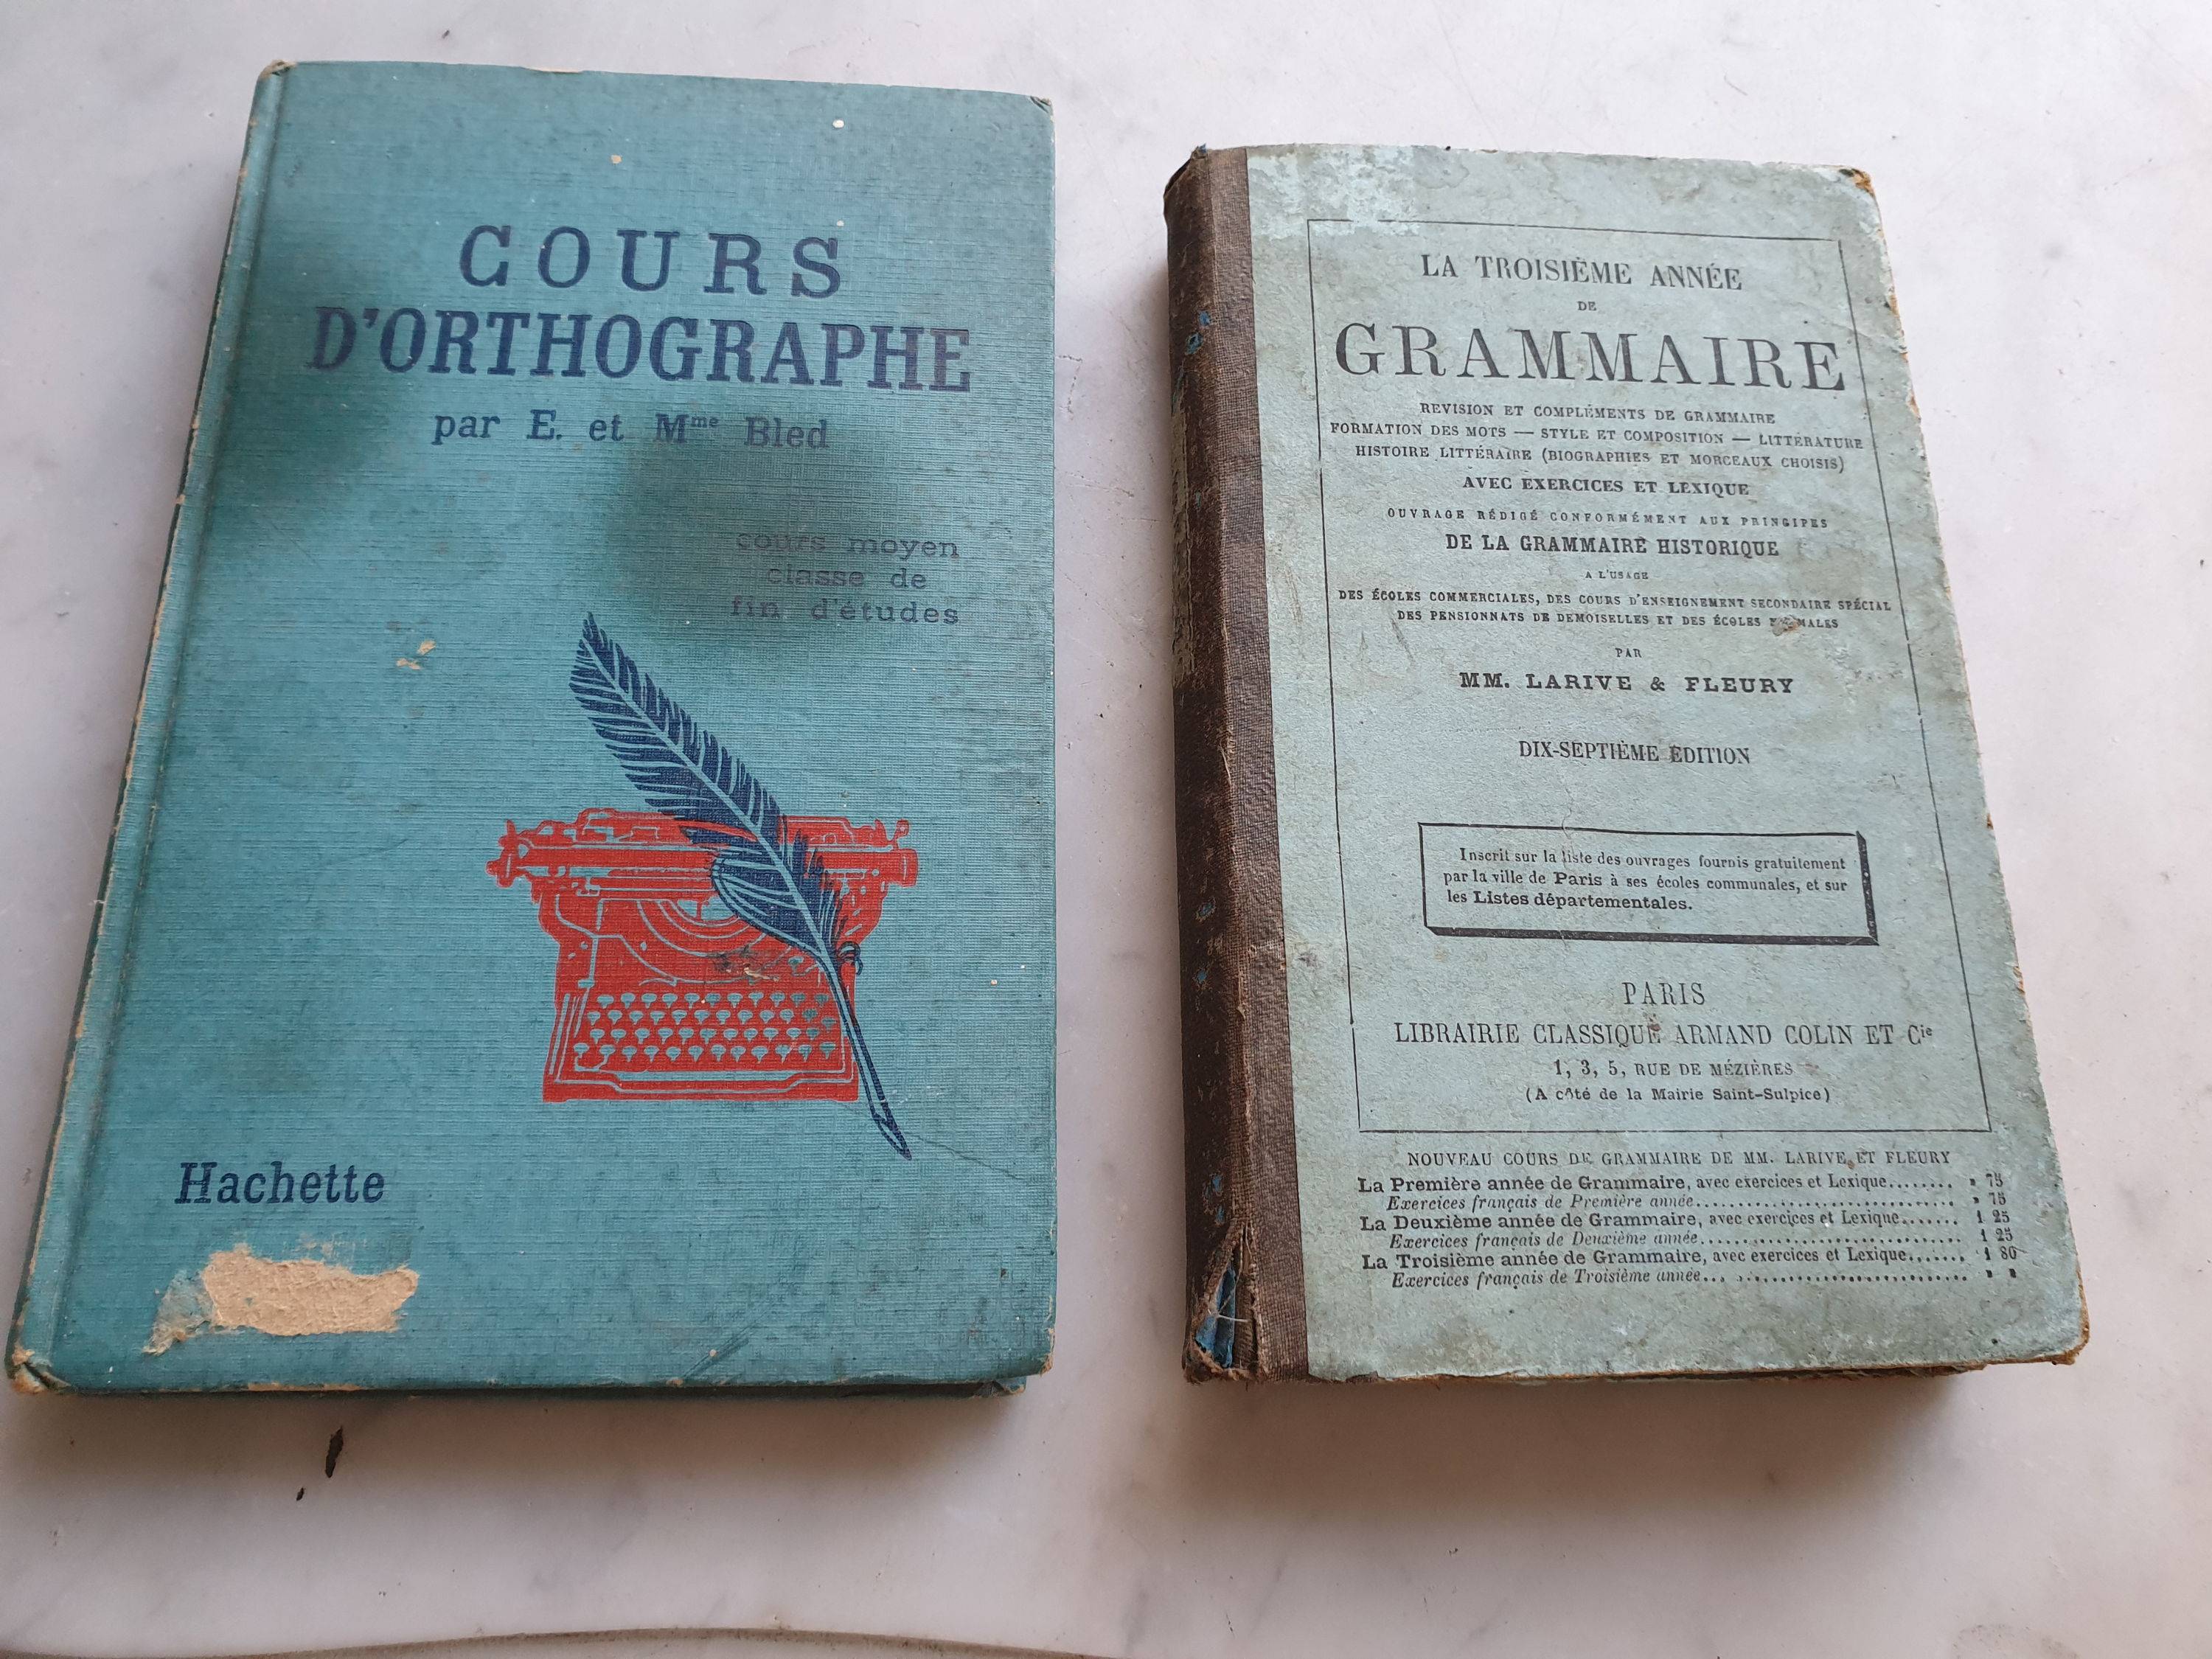 COURS
D'ORTHOGRAPHE
par E. et Mme Bled
cours moyen
classe de
fin d'études
Hachette
LA TROISIÈME ANNÉE
DE
GRAMMAIRE
REVISION ET COMPLÉMENTS DE GRAMMAIRE
FORMATION DES MOTS — STYLE ET COMPOSITION — LITTÉRATURE
HISTOIRE LITTÉRAIRE (BIOGRAPHIES ET MORCEAUX CHOISIS)
AVEC EXERCICES ET LEXIQUE
OUVRAGE RÉDIGÉ CONFORMÉMENT AUX PRINCIPES
DE LA GRAMMAIRE HISTORIQUE
A L'USAGE
DES ÉCOLES COMMERCIALES, DES COURS D'ENSEIGNEMENT SECONDAIRE SPÉCIAL
DES PENSIONNATS DE DEMOISELLES ET DES ÉCOLES NORMALES
PAR
MM. LARIVE & FLEURY
DIX-SEPTIÈME ÉDITION
Inscrit sur la liste des ouvrages fournis gratuitement
par la ville de Paris à ses écoles communales, et sur
les Listes départementales.
PARIS
LIBRAIRIE CLASSIQUE ARMAND COLIN ET Cie
1, 3, 5, RUE DE MÉZIÈRES
(A côté de la Mairie Saint-Sulpice)
NOUVEAU COURS DE GRAMMAIRE DE MM. LARIVE ET FLEURY
La Première année de Grammaire, avec exercices et Lexique........ » 75
Exercices français de Première année................................ » 75
La Deuxième année de Grammaire, avec exercices et Lexique....... 1 25
Exercices français de Deuxième année................................ 1 25
La Troisième année de Grammaire, avec exercices et Lexique....... 1 80
Exercices français de Troisième année................................ » »